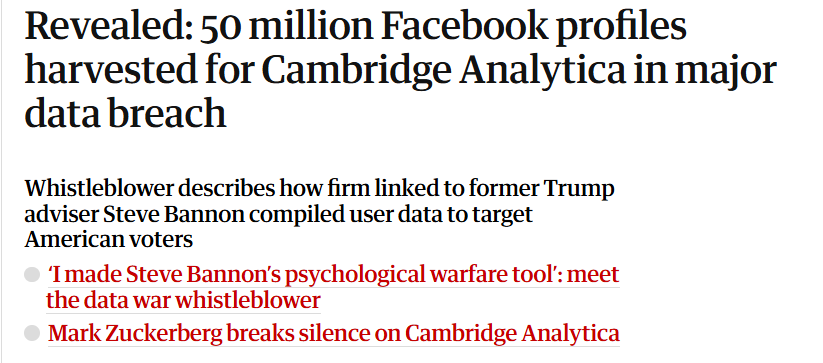 Revealed: 50 million Facebook profiles
harvested for Cambridge Analytica in major
data breach
Whistleblower describes how firm linked to former Trump
adviser Steve Bannon compiled user data to target
American voters
‘I made Steve Bannon’s psychological warfare tool’: meet
the data war whistleblower
Mark Zuckerberg breaks silence on Cambridge Analytica